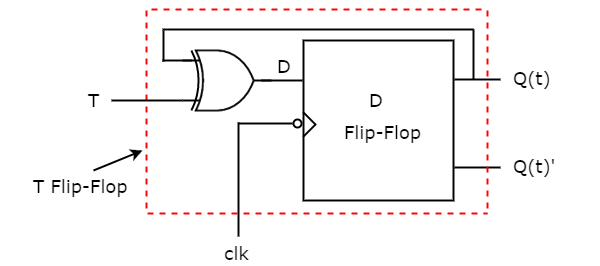 D
Q(t)
T
D
Flip-Flop
Q(t)'
T Flip-Flop
clk